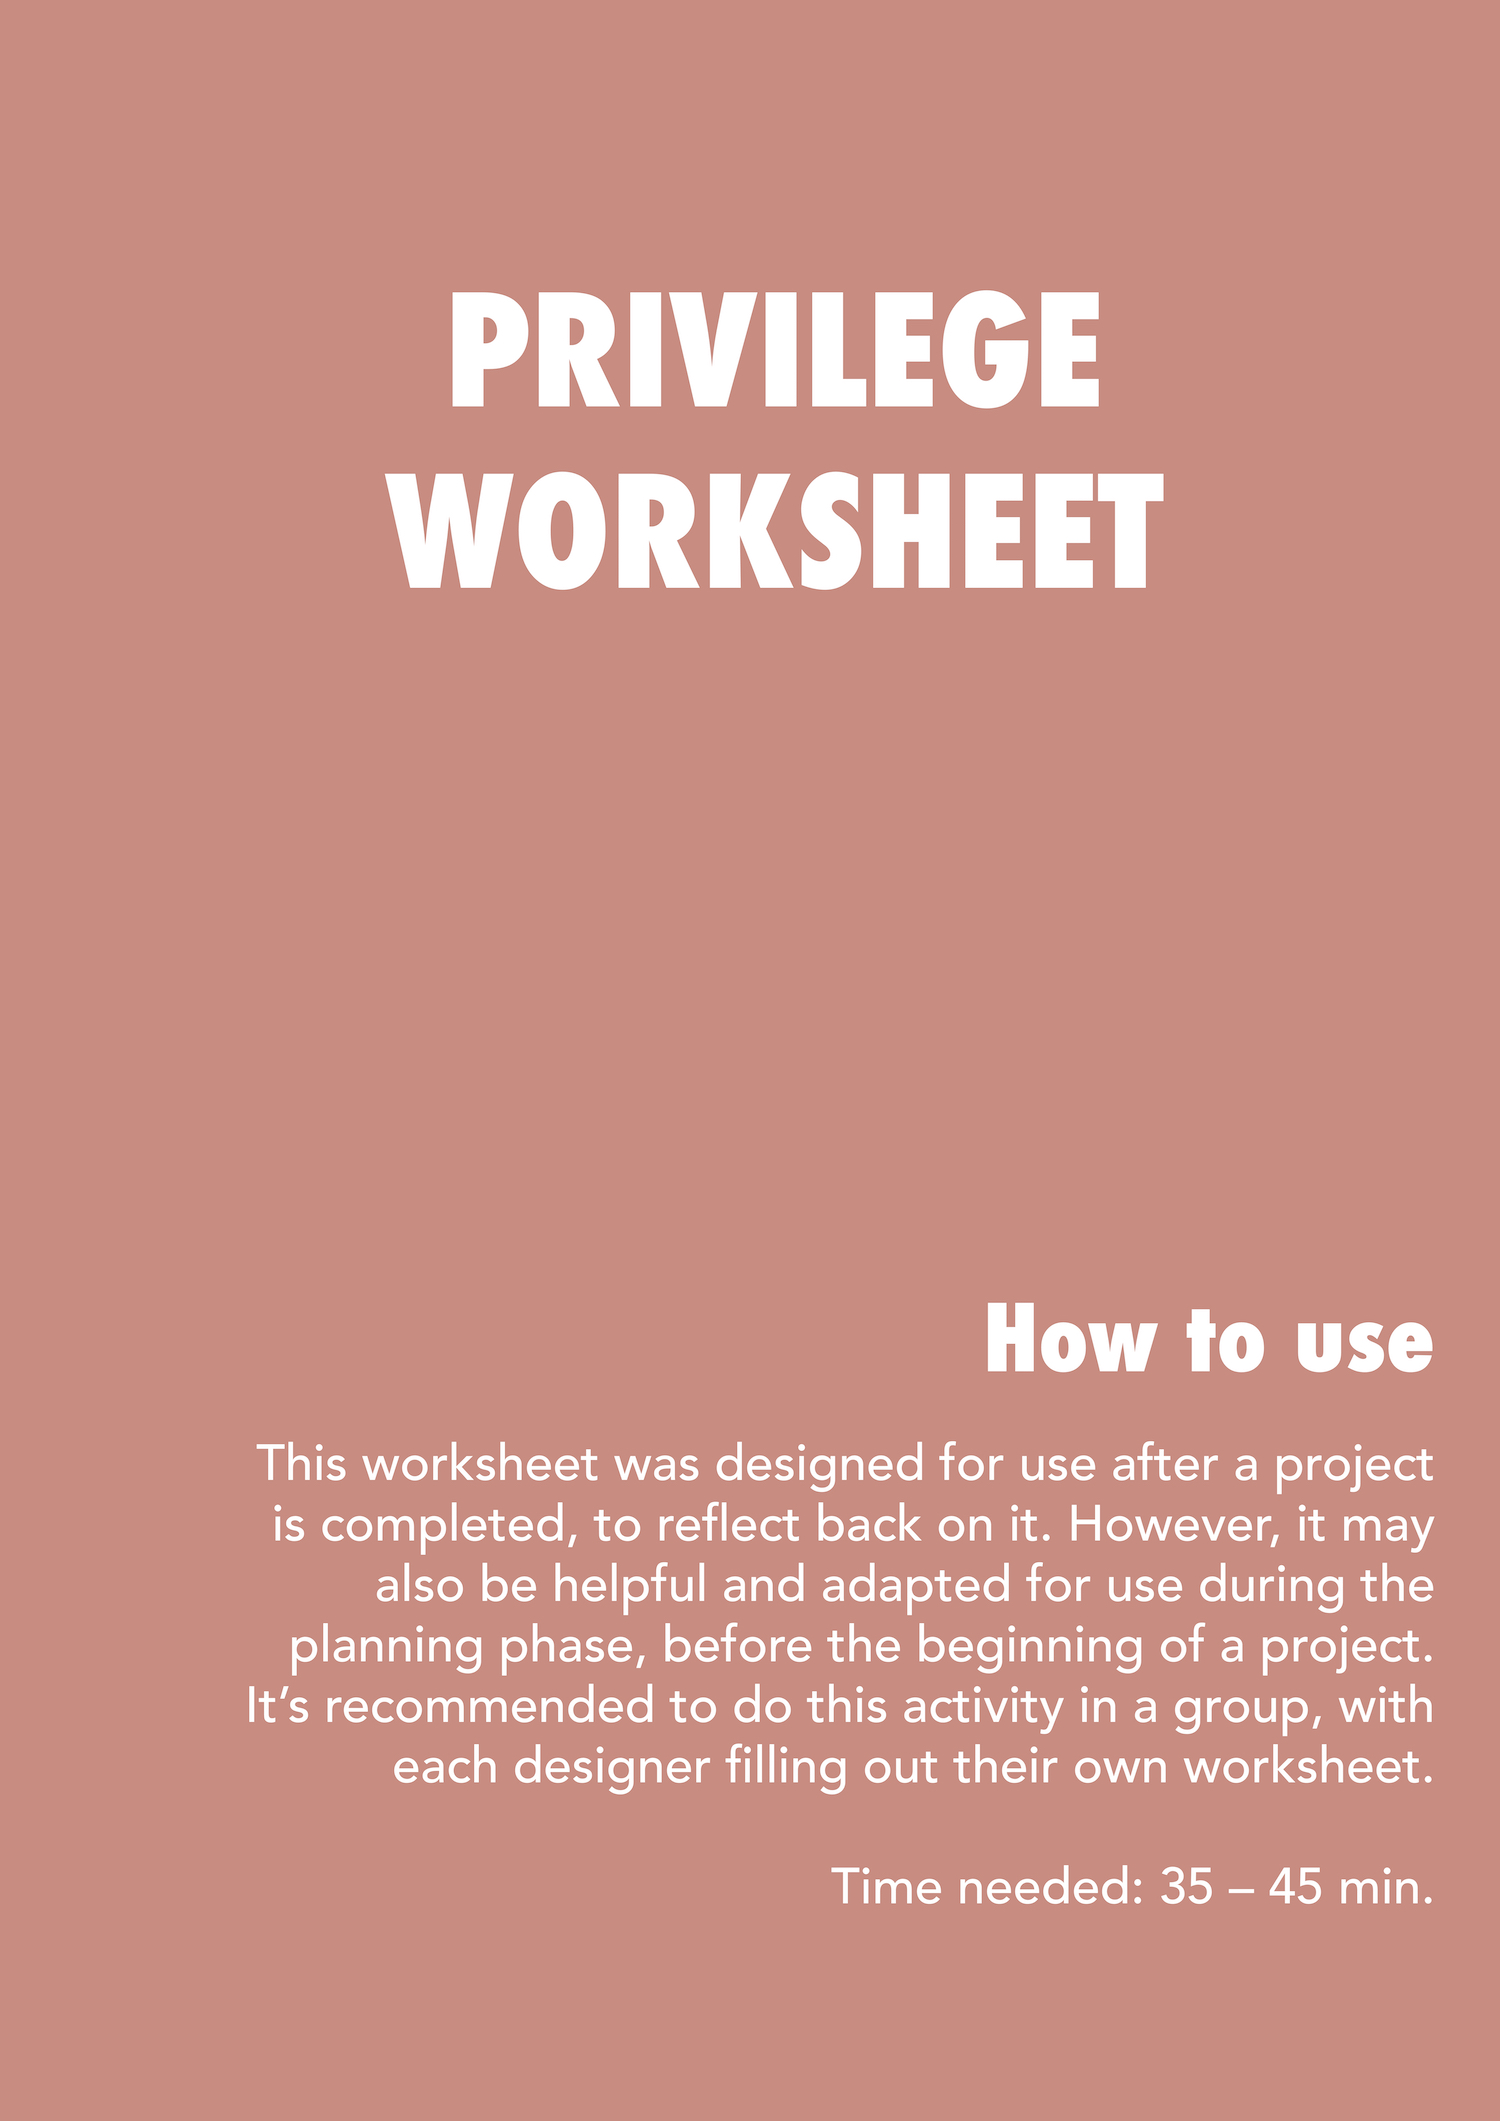 PRIVILEGE
WORKSHEET
How to use
This worksheet was designed for use after a project
is completed, to reflect back on it. However, it may
also be helpful and adapted for use during the
planning phase, before the beginning of a project.
It’s recommended to do this activity in a group, with
each designer filling out their own worksheet.
Time needed: 35 – 45 min.